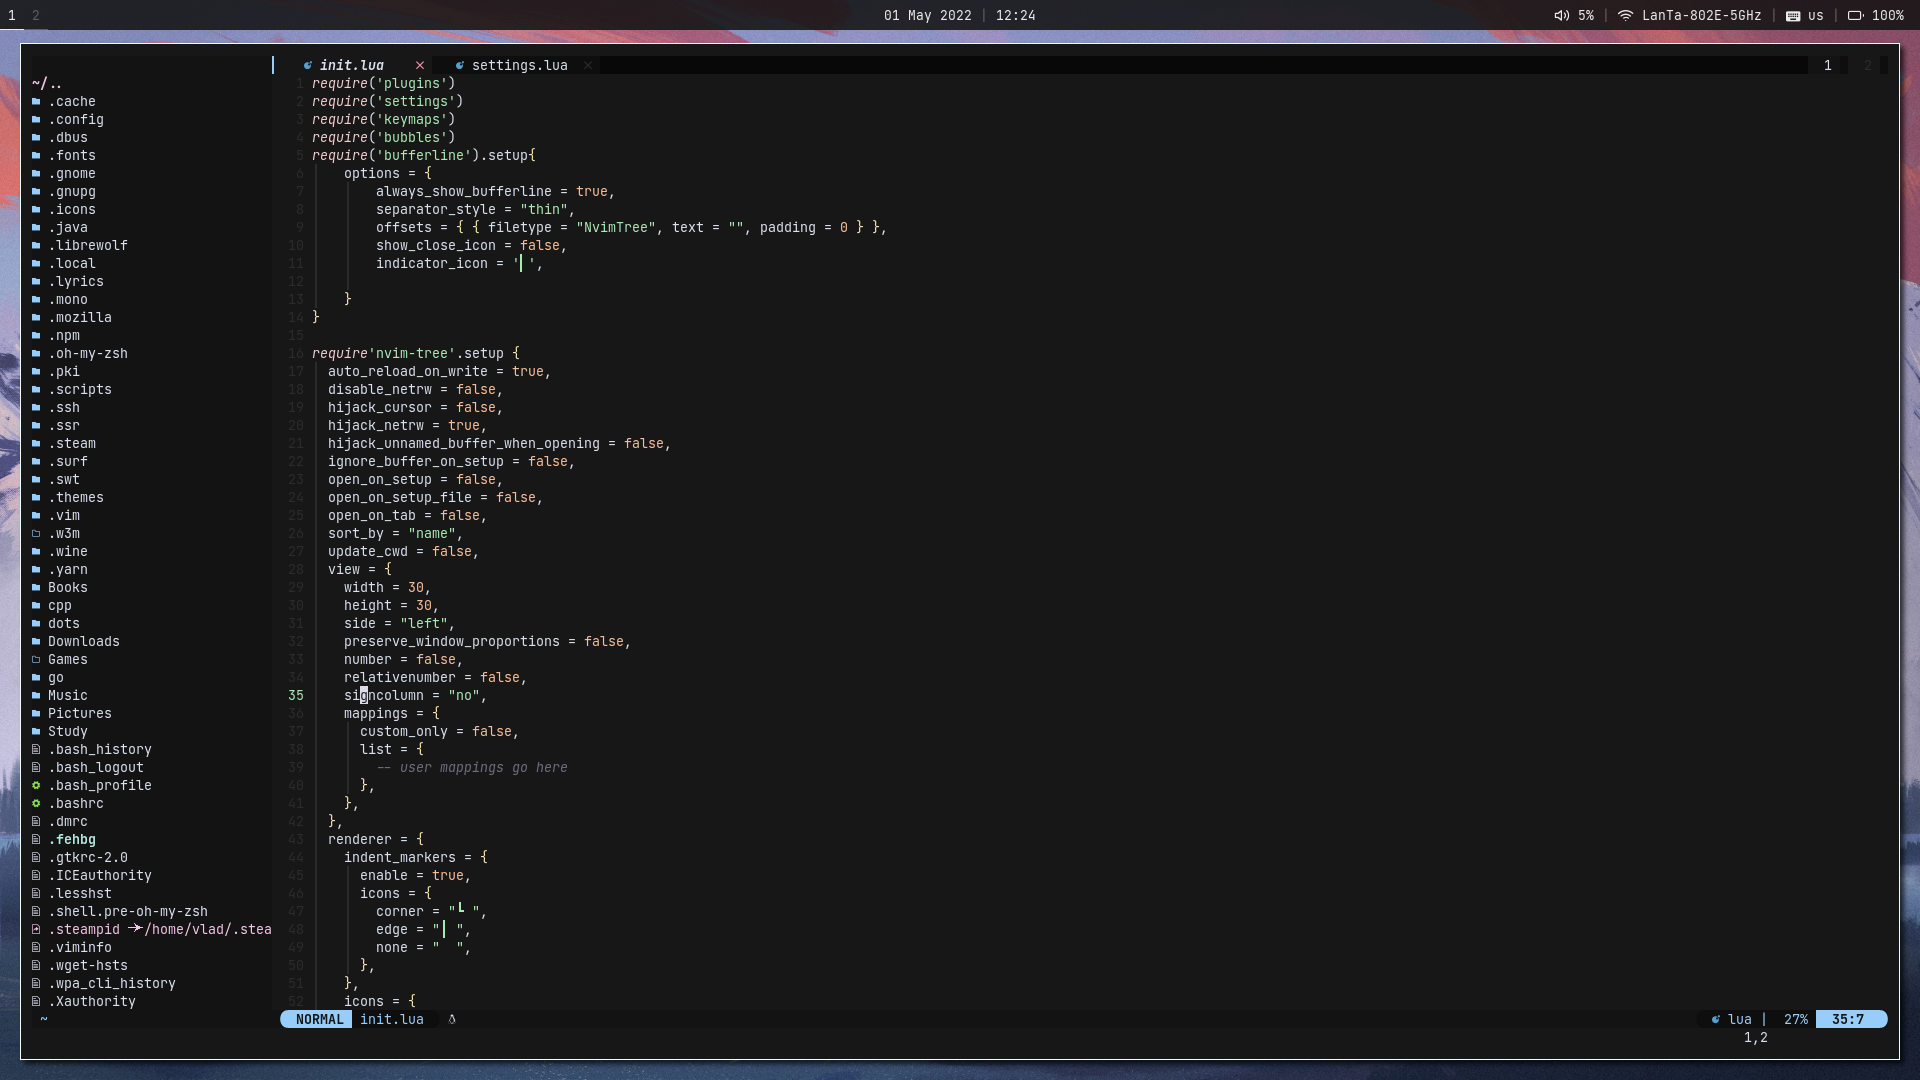 1 2
01 May 2022 | 12:24
5% | LanTa-802E-5GHz | us | 100%
init.lua × settings.lua ×
1 2
~/..
.cache
.config
.dbus
.fonts
.gnome
.gnupg
.icons
.java
.librewolf
.local
.lyrics
.mono
.mozilla
.npm
.oh-my-zsh
.pki
.scripts
.ssh
.ssr
.steam
.surf
.swt
.themes
.vim
.w3m
.wine
.yarn
Books
cpp
dots
Downloads
Games
go
Music
Pictures
Study
.bash_history
.bash_logout
.bash_profile
.bashrc
.dmrc
.fehbg
.gtkrc-2.0
.ICEauthority
.lesshst
.shell.pre-oh-my-zsh
.steampid → /home/vlad/.stea
.viminfo
.wget-hsts
.wpa_cli_history
.Xauthority
~
1 require('plugins')
2 require('settings')
3 require('keymaps')
4 require('bubbles')
5 require('bufferline').setup{
6     options = {
7         always_show_bufferline = true,
8         separator_style = "thin",
9         offsets = { { filetype = "NvimTree", text = "", padding = 0 } },
10         show_close_icon = false,
11         indicator_icon = '▎',
12
13     }
14 }
15
16 require'nvim-tree'.setup {
17   auto_reload_on_write = true,
18   disable_netrw = false,
19   hijack_cursor = false,
20   hijack_netrw = true,
21   hijack_unnamed_buffer_when_opening = false,
22   ignore_buffer_on_setup = false,
23   open_on_setup = false,
24   open_on_setup_file = false,
25   open_on_tab = false,
26   sort_by = "name",
27   update_cwd = false,
28   view = {
29     width = 30,
30     height = 30,
31     side = "left",
32     preserve_window_proportions = false,
33     number = false,
34     relativenumber = false,
35     signcolumn = "no",
36     mappings = {
37       custom_only = false,
38       list = {
39         -- user mappings go here
40       },
41     },
42   },
43   renderer = {
44     indent_markers = {
45       enable = true,
46       icons = {
47         corner = "└ ",
48         edge = "│ ",
49         none = "  ",
50       },
51     },
52     icons = {
NORMAL init.lua
lua | 27% 35:7
1,2